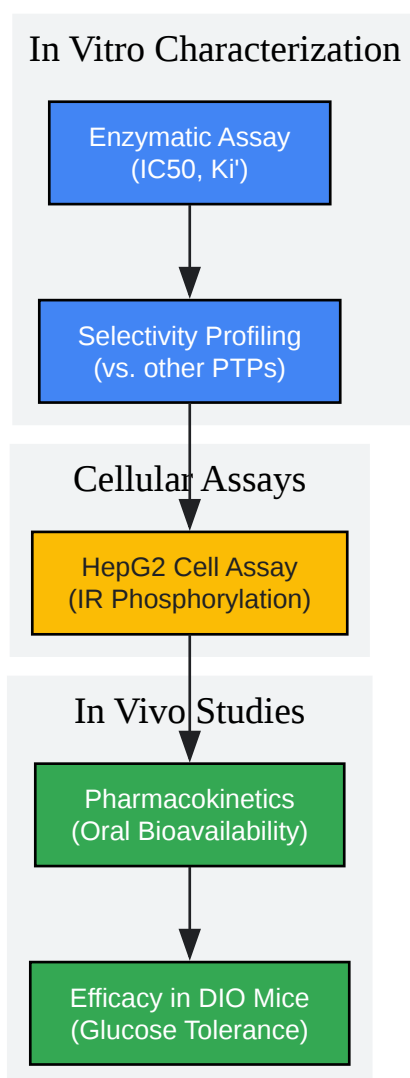 In Vitro Characterization
Enzymatic Assay
(IC50, Ki')
Selectivity Profiling
(vs. other PTPs)
Cellular Assays
HepG2 Cell Assay
(IR Phosphorylation)
In Vivo Studies
Pharmacokinetics
(Oral Bioavailability)
Efficacy in DIO Mice
(Glucose Tolerance)